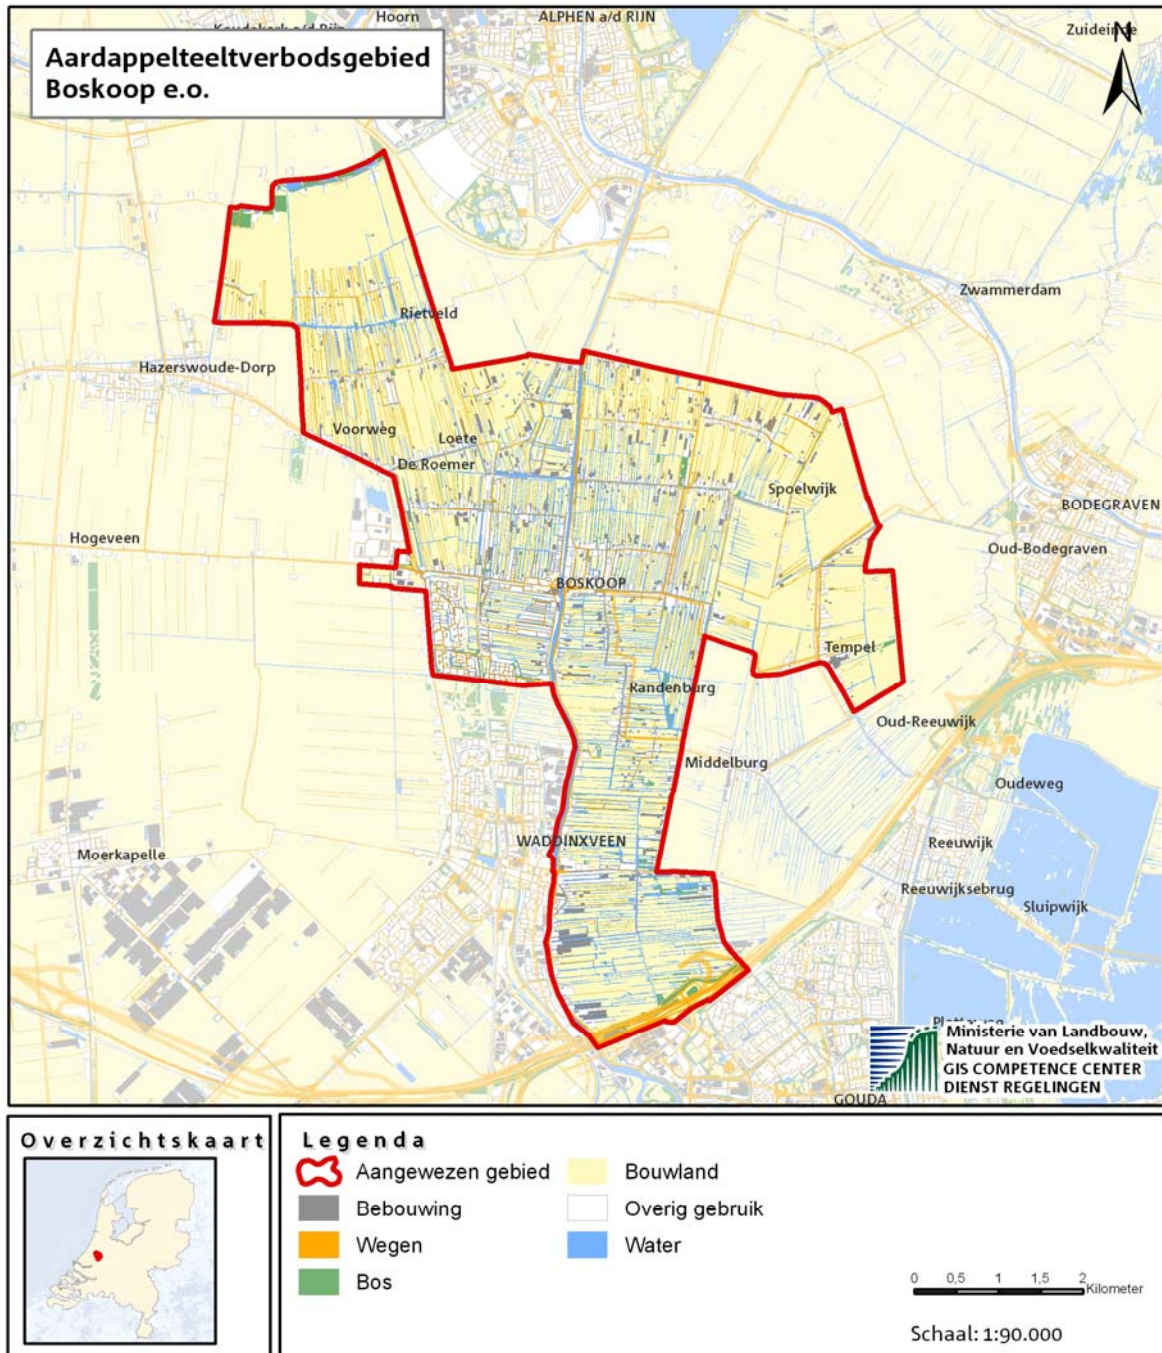 Hoorn
ALPHEN a/d RIJN
Zuideinde
N
Aardappelteeltverbodsgebied
Boskoop e.o.
Zwammerdam
Rietveld
Hazerswoude-Dorp
Voorweg
Loete
De Roemer
Spoelwijk
BODEGRAVEN
Hogeveen
Oud-Bodegraven
BOSKOOP
Tempel
Randenburg
Oud-Reeuwijk
Middelburg
Oudeweg
WADDINXVEEN
Reeuwijk
Moerkapelle
Reeuwijksebrug
Sluipwijk
Ministerie van Landbouw,
Natuur en Voedselkwaliteit
GIS COMPETENCE CENTER
DIENST REGELINGEN
GOUDA
Overzichtskaart
Legenda
Aangewezen gebied
Bouwland
Bebouwing
Overig gebruik
Wegen
Water
Bos
0 0,5 1 1,5 2
Kilometer
Schaal: 1:90.000